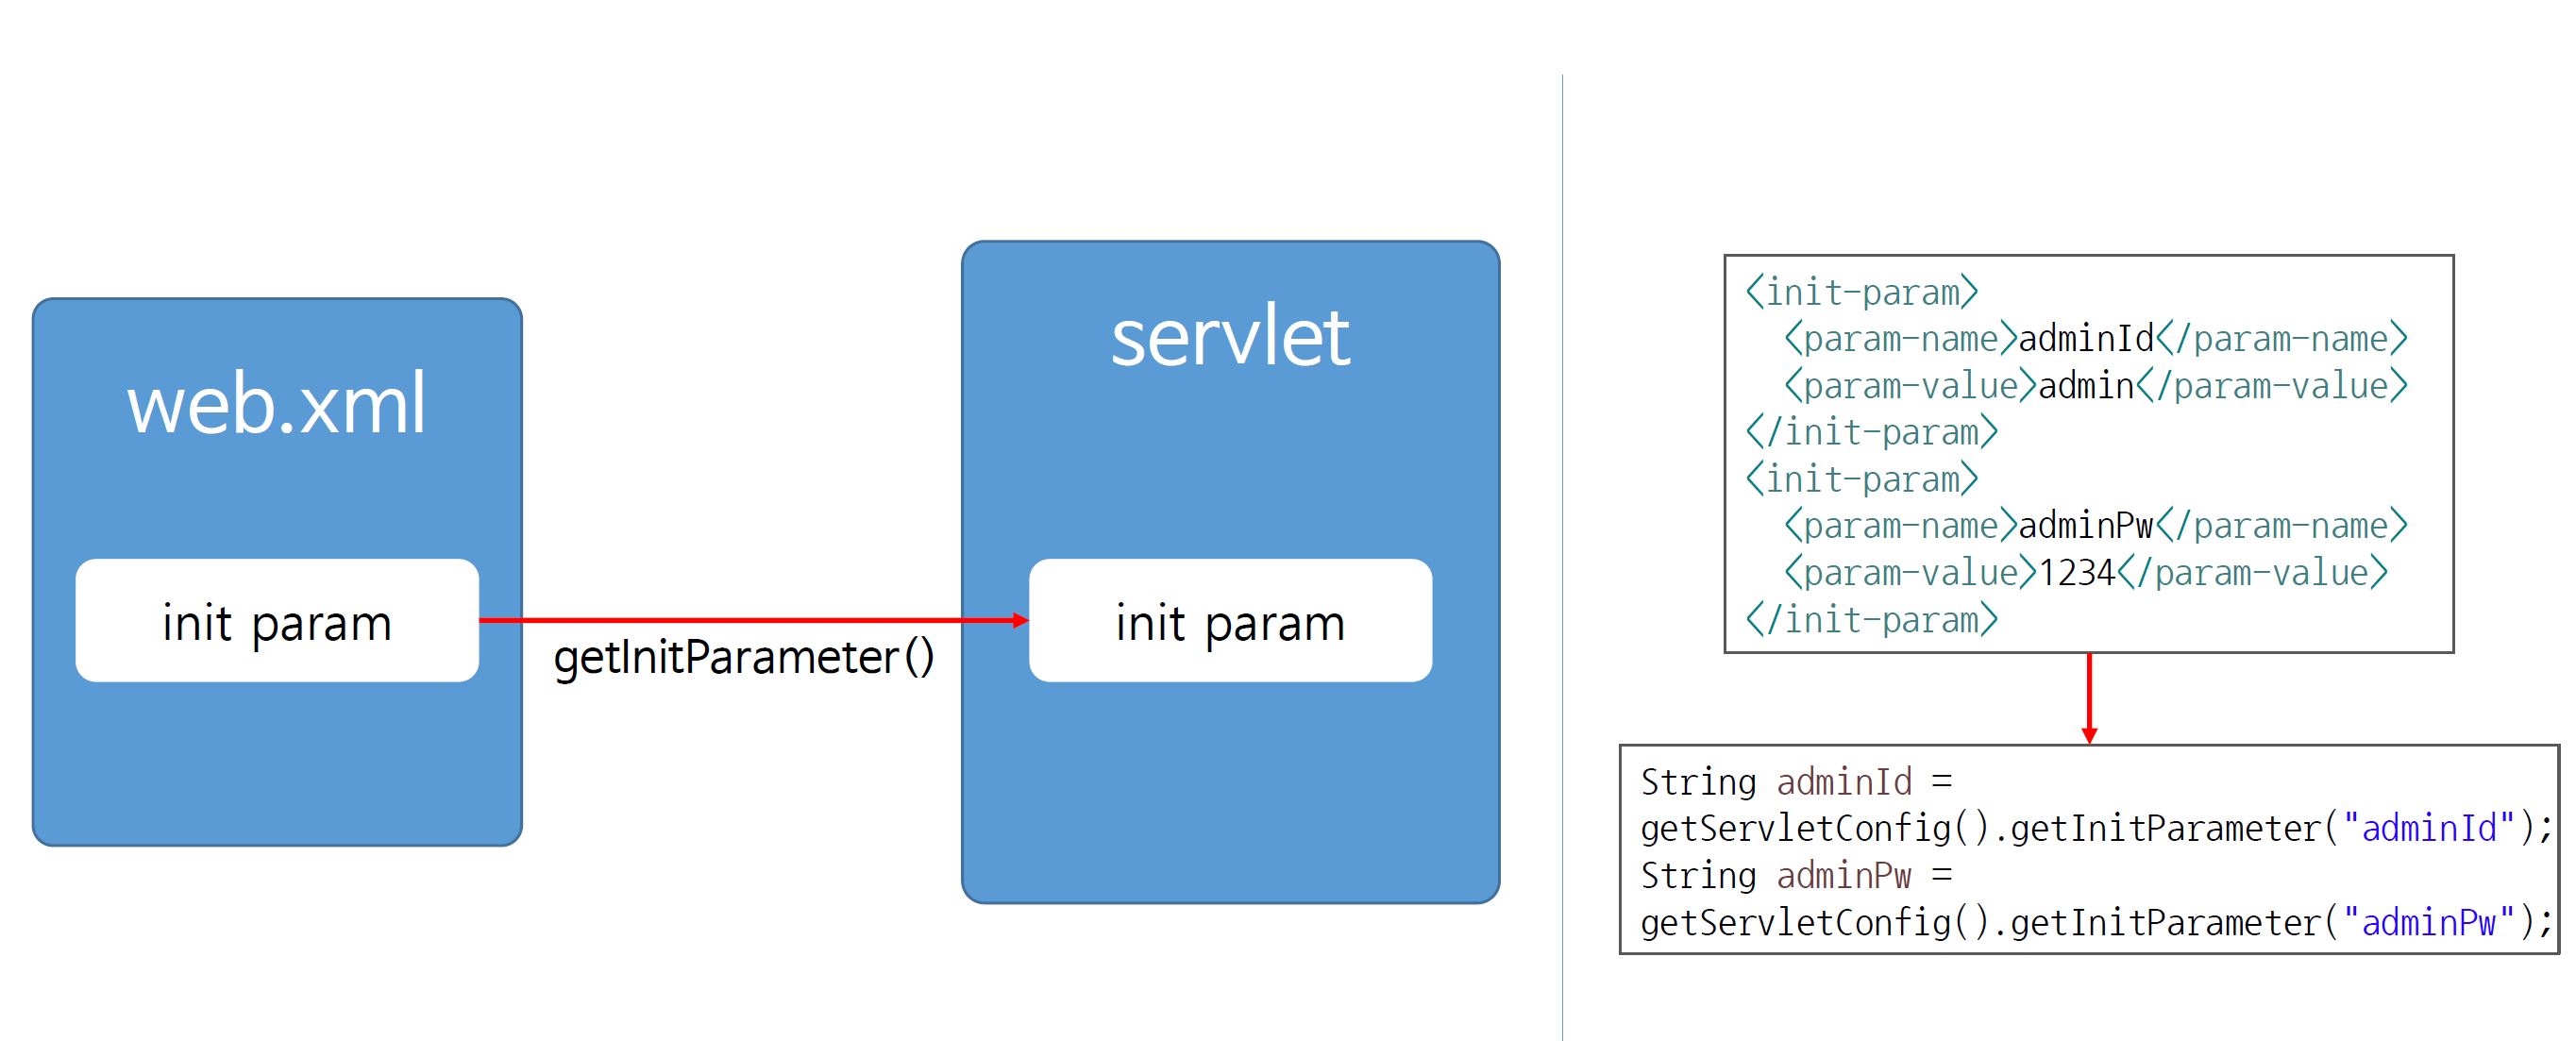 web.xml
init param
getInitParameter()
servlet
init param
<init-param>
<param-name>adminId</param-name>
<param-value>admin</param-value>
</init-param>
<init-param>
<param-name>adminPw</param-name>
<param-value>1234</param-value>
</init-param>
String adminId =
getServletConfig().getInitParameter("adminId");
String adminPw =
getServletConfig().getInitParameter("adminPw");